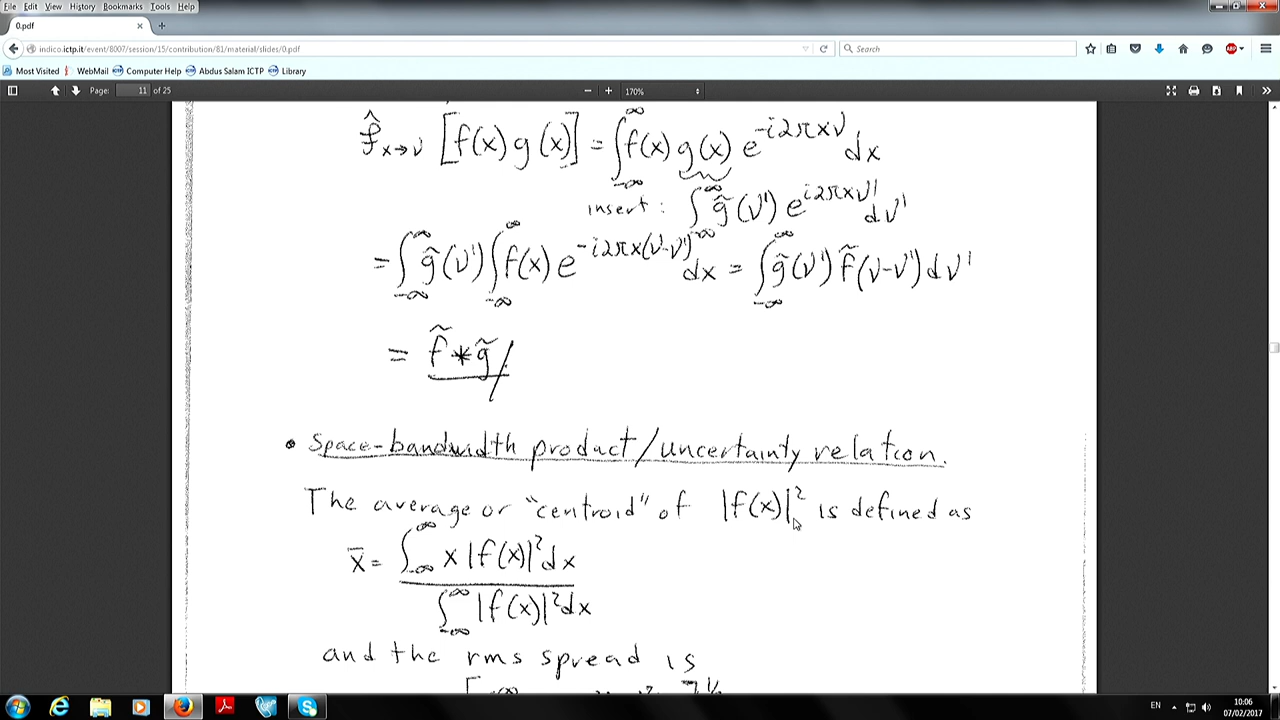 File Edit View History Bookmarks Tools Help
0.pdf
indico.ictp.it/event/8007/session/15/contribution/81/material/slides/0.pdf
Search
Most Visited WebMail Computer Help Abdus Salam ICTP Library
Page: 11 of 25
170%
𝓕̂ₓ→ν [f(x) g(x)] = ∫_{-∞}^{∞} f(x) g(x) e^{-i2πxν} dx
insert: ∫_{-∞}^{∞} g̃(ν') e^{i2πxν'} dν'
= ∫_{-∞}^{∞} g̃(ν') ∫_{-∞}^{∞} f(x) e^{-i2πx(ν-ν')} dx = ∫_{-∞}^{∞} g̃(ν') f̃(ν-ν') dν'
= f̃ * g̃ /
• Space-bandwidth product/uncertainty relation.
The average or "centroid" of |f(x)|² is defined as
x̄ = ∫_{-∞}^{∞} x |f(x)|² dx
∫_{-∞}^{∞} |f(x)|² dx
and the rms spread is
EN
10:06
07/02/2017